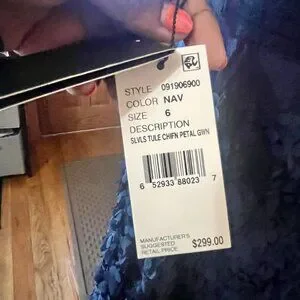 STYLE 091906900
COLOR NAV
SIZE 6
DESCRIPTION
SLVLS TULE CHIFN PETAL GWN
6 52933 88023 7
MANUFACTURER'S
SUGGESTED
RETAIL PRICE $299.00